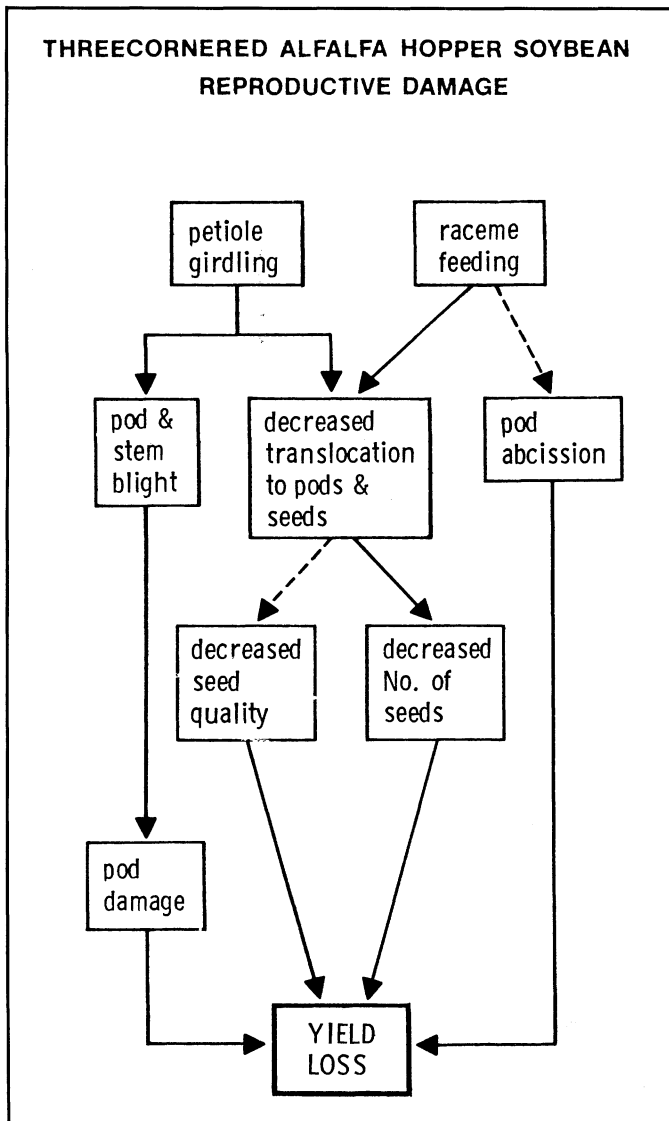 THREECORNERED ALFALFA HOPPER SOYBEAN
REPRODUCTIVE DAMAGE
petiole
girdling
raceme
feeding
pod &
stem
blight
decreased
translocation
to pods &
seeds
pod
abcission
decreased
seed
quality
decreased
No. of
seeds
pod
damage
YIELD
LOSS